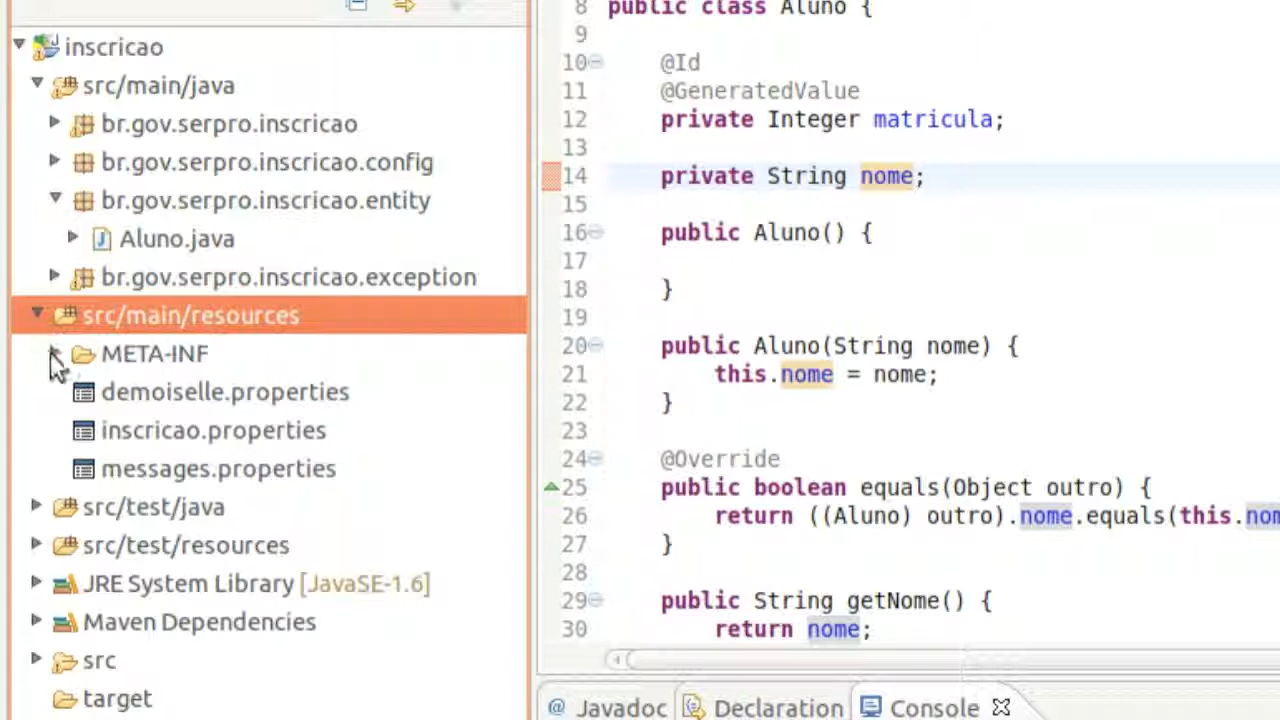 inscricao
src/main/java
br.gov.serpro.inscricao
br.gov.serpro.inscricao.config
br.gov.serpro.inscricao.entity
Aluno.java
br.gov.serpro.inscricao.exception
src/main/resources
META-INF
demoiselle.properties
inscricao.properties
messages.properties
src/test/java
src/test/resources
JRE System Library [JavaSE-1.6]
Maven Dependencies
src
target
8 public class Aluno {
9
10 @Id
11 @GeneratedValue
12 private Integer matricula;
13
14 private String nome;
15
16 public Aluno() {
17
18 }
19
20 public Aluno(String nome) {
21 this.nome = nome;
22 }
23
24 @Override
25 public boolean equals(Object outro) {
26 return ((Aluno) outro).nome.equals(this.nom
27 }
28
29 public String getNome() {
30 return nome;
@ Javadoc Declaration Console